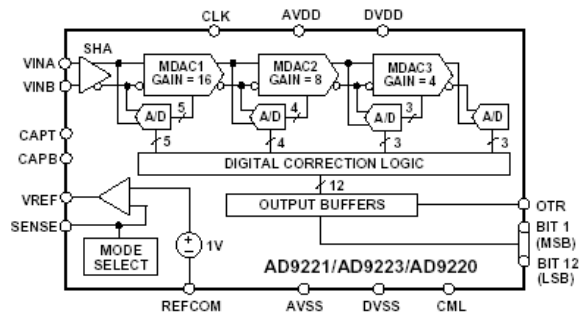 CLK AVDD DVDD
SHA
VINA
VINB
MDAC1
GAIN = 16
MDAC2
GAIN = 8
MDAC3
GAIN = 4
A/D 5 A/D 4 A/D 3 A/D
5 4 3 3
CAPT
CAPB
DIGITAL CORRECTION LOGIC
12
VREF
OUTPUT BUFFERS
OTR
SENSE
BIT 1
(MSB)
MODE
SELECT
1V
AD9221/AD9223/AD9220
BIT 12
(LSB)
REFCOM AVSS DVSS CML